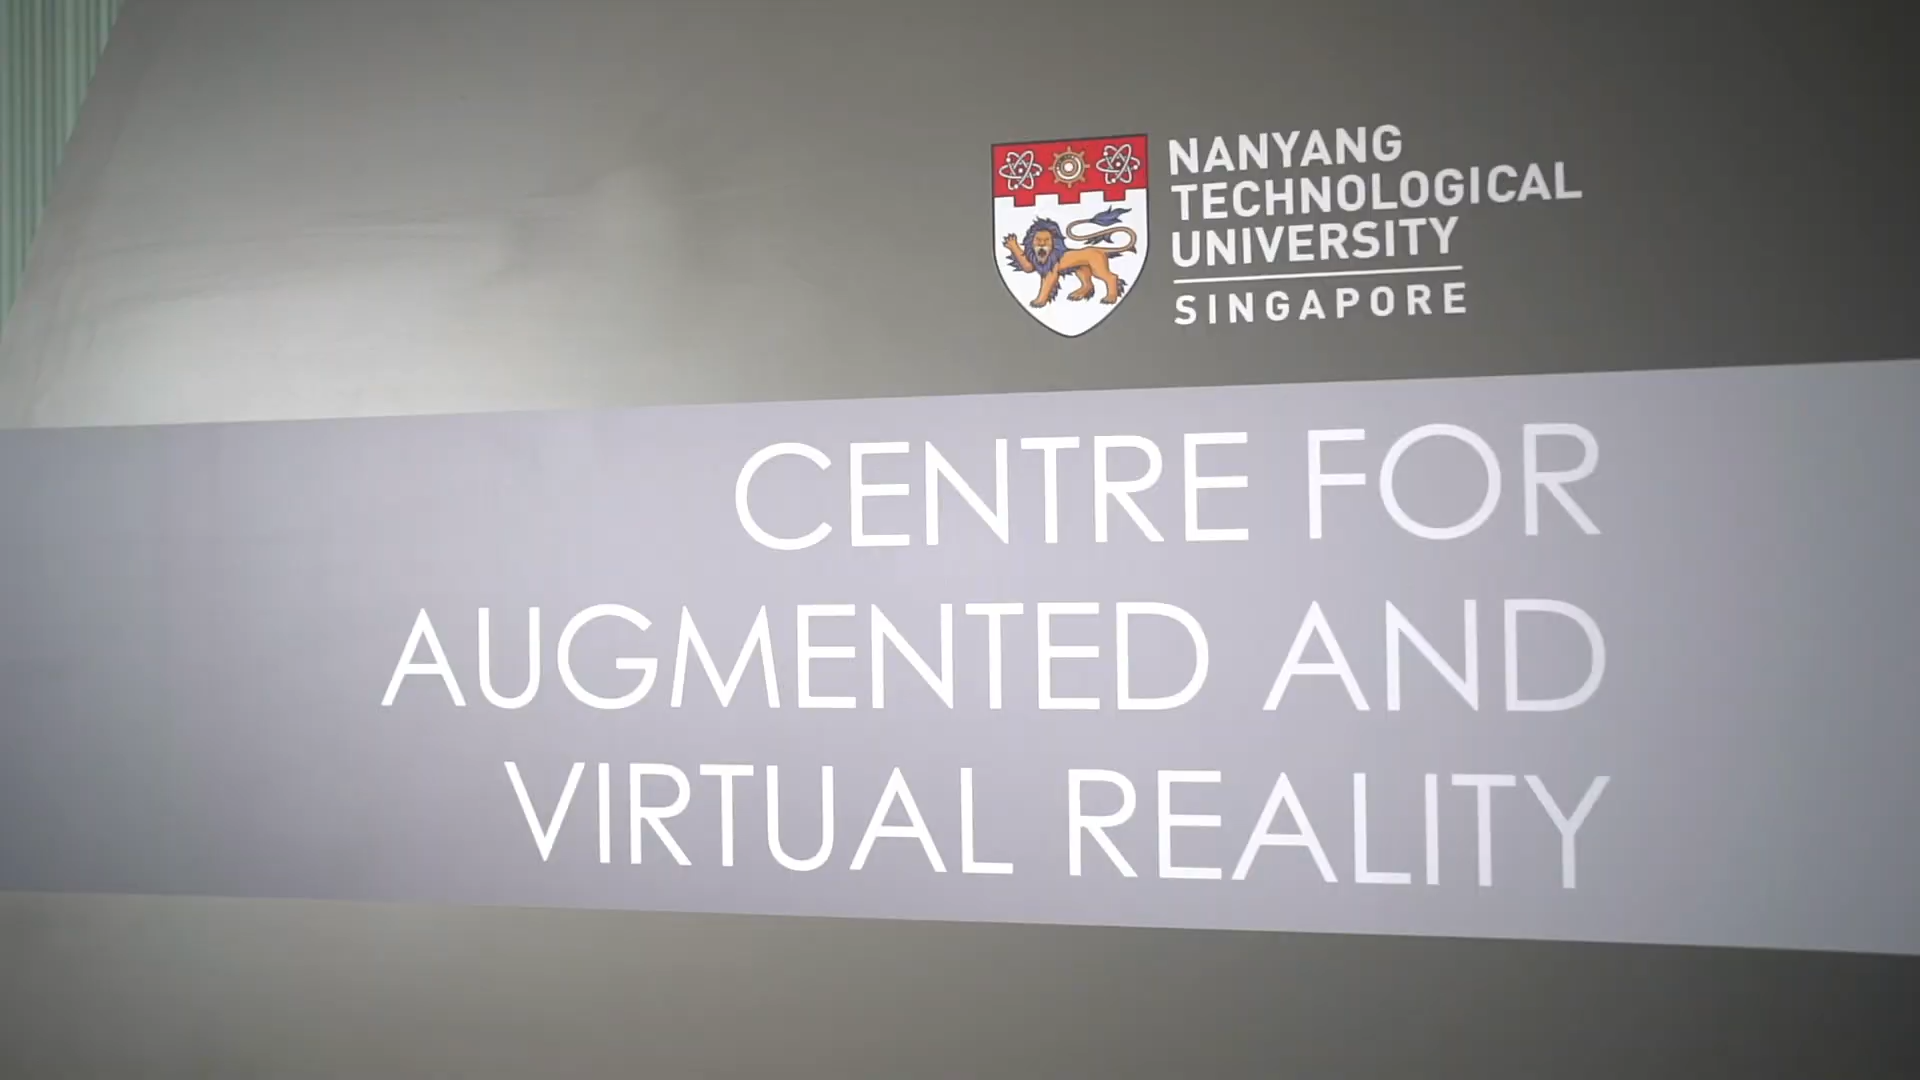 NANYANG
TECHNOLOGICAL
UNIVERSITY
SINGAPORE
CENTRE FOR
AUGMENTED AND
VIRTUAL REALITY